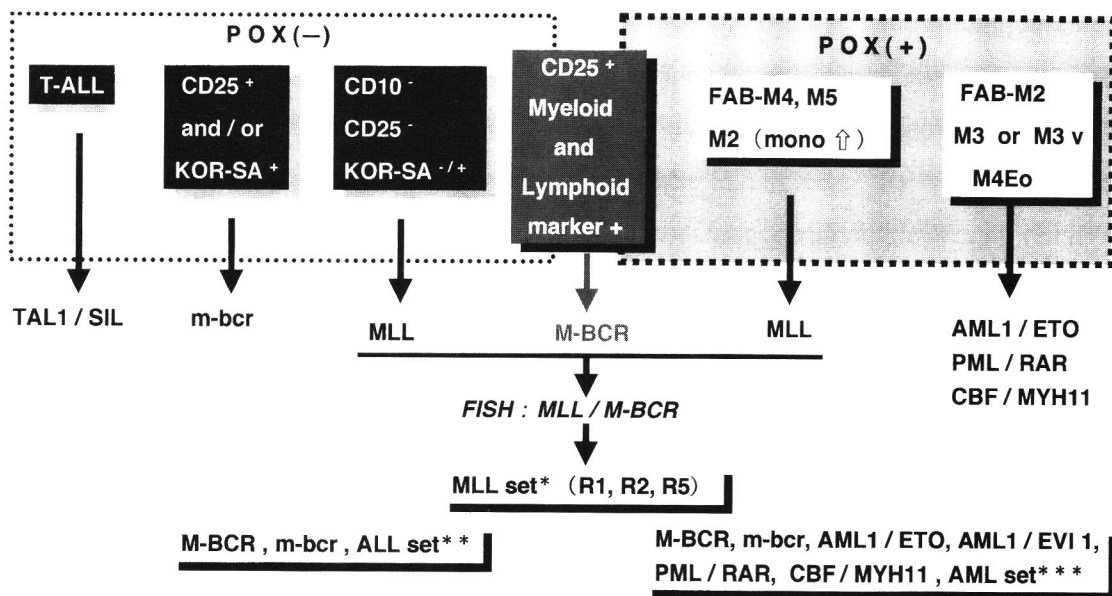 POX(—)
POX(+)
T-ALL
CD25 +
and / or
KOR-SA +
CD10 -
CD25 -
KOR-SA -/+
CD25 +
Myeloid
and
Lymphoid
marker +
FAB-M4, M5
M2 (mono ⇧)
FAB-M2
M3 or M3 v
M4Eo
TAL1 / SIL
m-bcr
MLL
M-BCR
MLL
AML1 / ETO
PML / RAR
CBF / MYH11
FISH : MLL / M-BCR
MLL set* (R1, R2, R5)
M-BCR , m-bcr , ALL set* *
M-BCR, m-bcr, AML1 / ETO, AML1 / EVI 1,
PML / RAR, CBF / MYH11 , AML set* * *